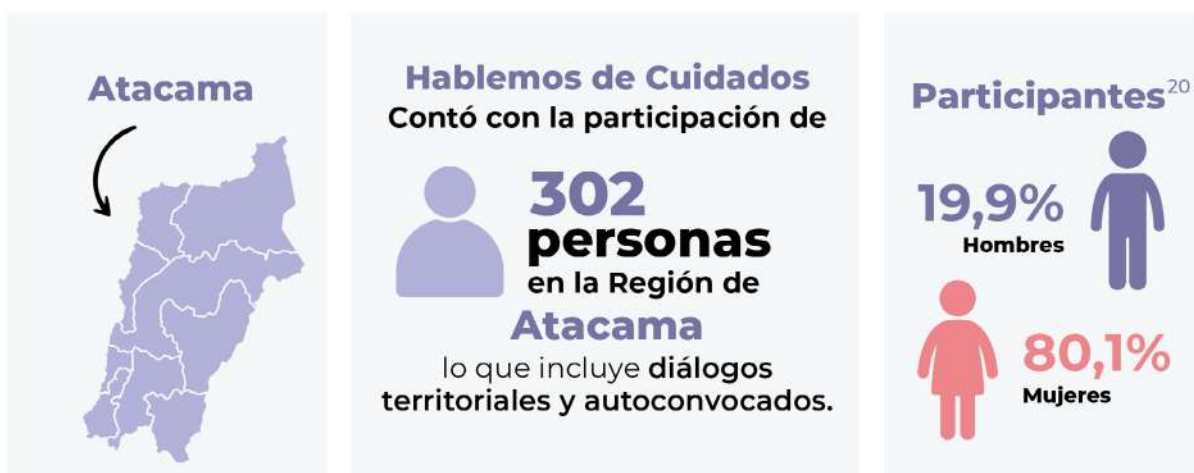 Atacama
Hablemos de Cuidados
Contó con la participación de
302
personas
en la Región de
Atacama
lo que incluye diálogos
territoriales y autoconvocados.
Participantes20
19,9%
Hombres
80,1%
Mujeres